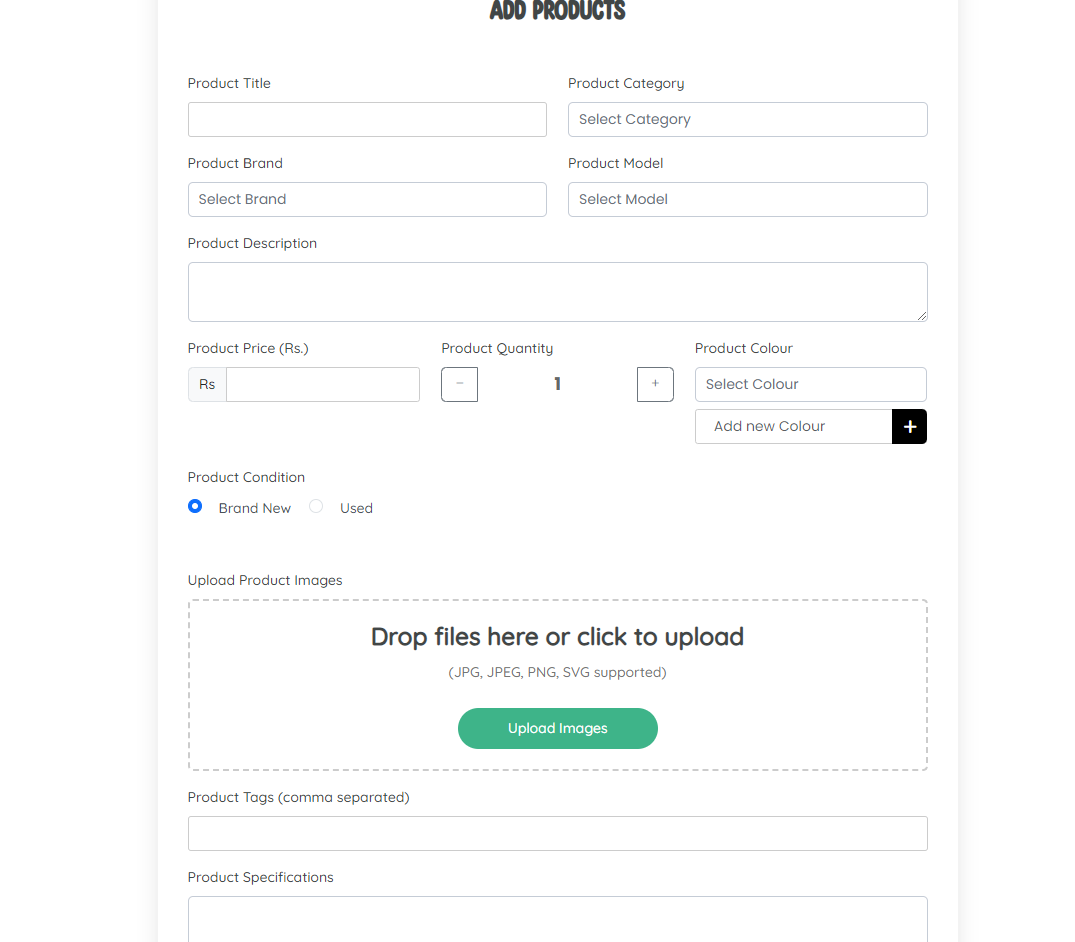 ADD PRODUCTS
Product Title Product Category
Select Category
Product Brand Product Model
Select Brand Select Model
Product Description
Product Price (Rs.) Product Quantity Product Colour
Rs − 1 + Select Colour
Add new Colour +
Product Condition
Brand New Used
Upload Product Images
Drop files here or click to upload
(JPG, JPEG, PNG, SVG supported)
Upload Images
Product Tags (comma separated)
Product Specifications